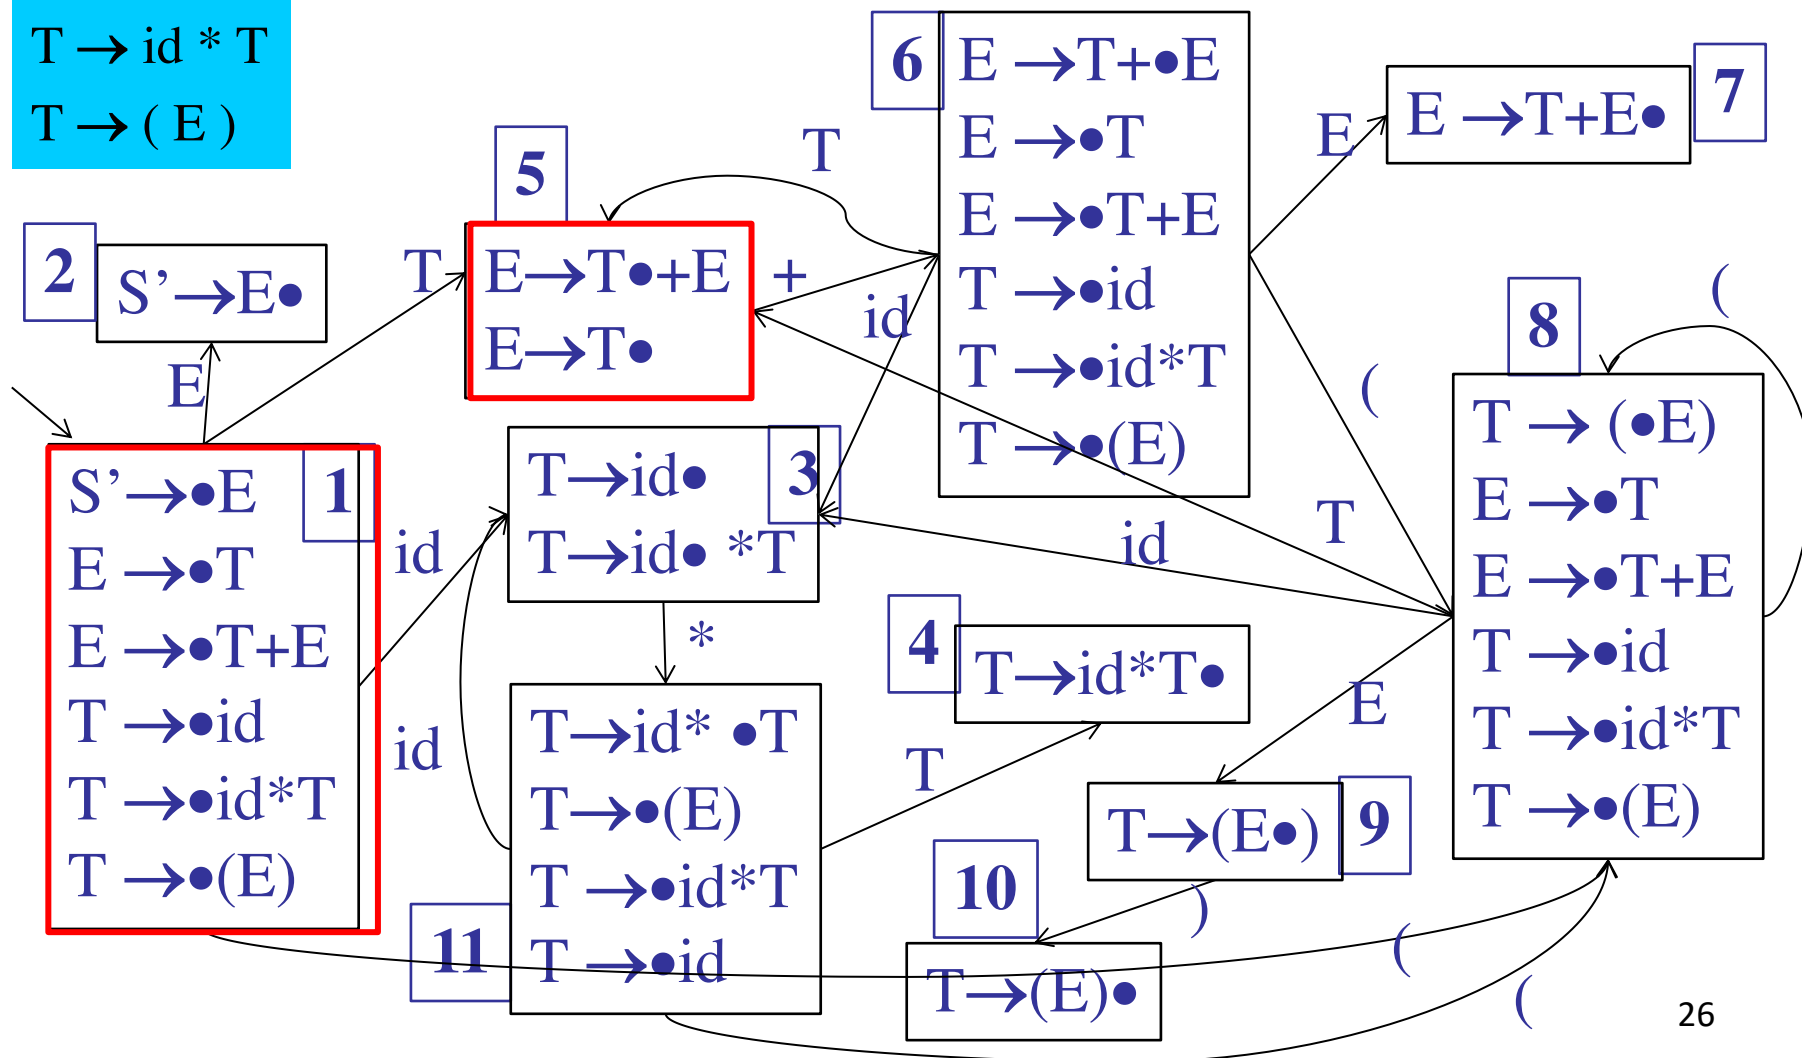 T → id * T
T → ( E )
2
S’→E●
E
T
5
E→T●+E
E→T●
+
T
id
6
E →T+●E
E →●T
E →●T+E
T →●id
T →●id*T
T →●(E)
E
7
E →T+E●
(
8
T → (●E)
E →●T
E →●T+E
T →●id
T →●id*T
T →●(E)
(
1
S’→●E
E →●T
E →●T+E
T →●id
T →●id*T
T →●(E)
id
3
T→id●
T→id● *T
id
T
*
id
11
T→id* ●T
T→●(E)
T →●id*T
T →●id
T
4
T→id*T●
E
9
T→(E●)
)
10
T→(E)●
(
(
26